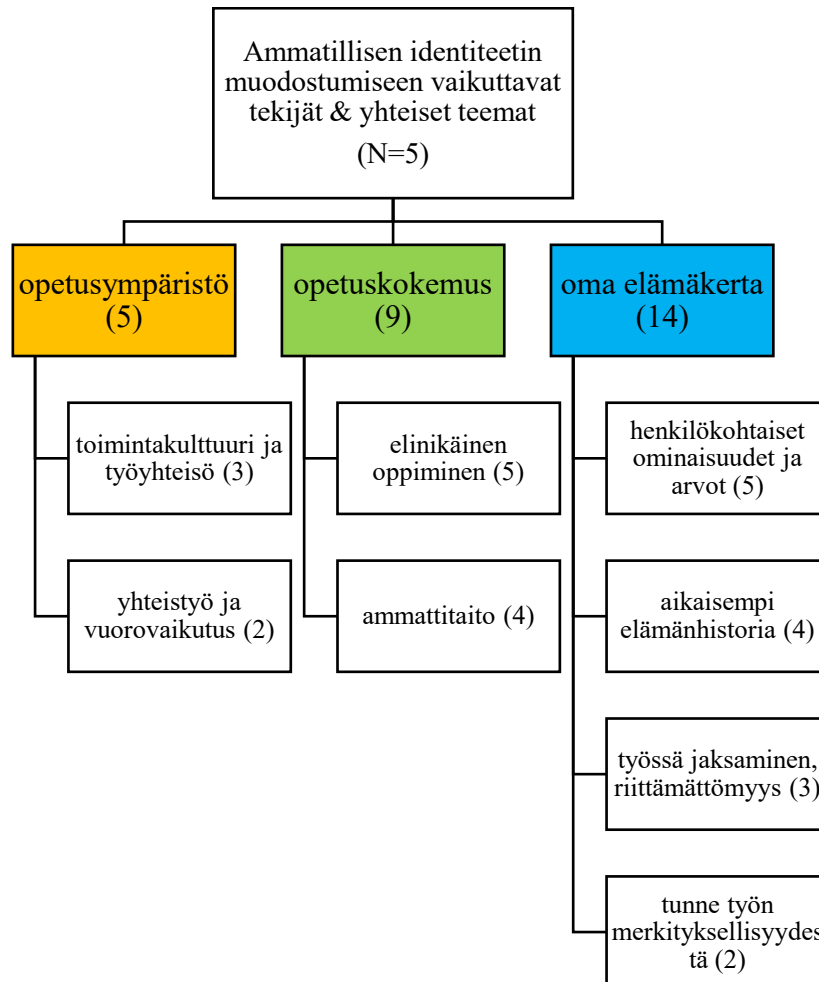 Ammatillisen identiteetin
muodostumiseen vaikuttavat
tekijät & yhteiset teemat
(N=5)
opetusympäristö
(5)
toimintakulttuuri ja
työyhteisö (3)
yhteistyö ja
vuorovaikutus (2)
opetuskokemus
(9)
elinikäinen
oppiminen (5)
ammattitaito (4)
oma elämäkerta
(14)
henkilökohtaiset
ominaisuudet ja
arvot (5)
aikaisempi
elämänhistoria (4)
työssä jaksaminen,
riittämättömyys (3)
tunne työn
merkityksellisyydes
tä (2)